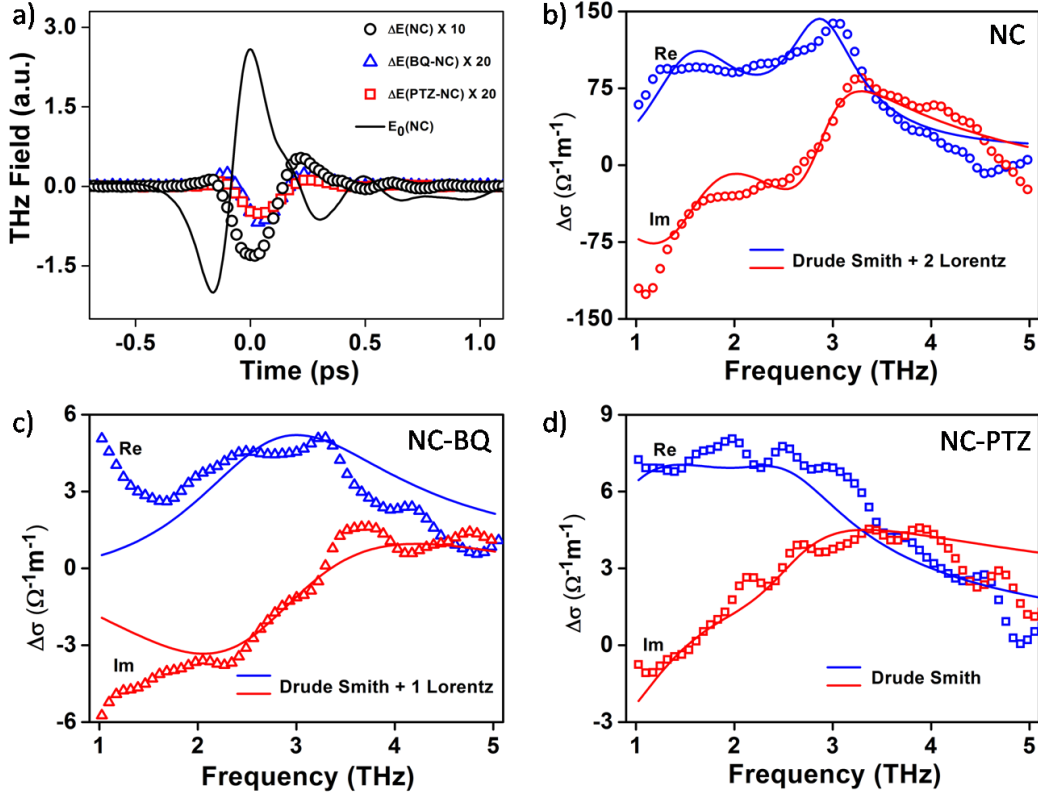 a)
THz Field (a.u.)
3.0
1.5
0.0
-1.5
ΔE(NC) X 10
ΔE(BQ-NC) X 20
ΔE(PTZ-NC) X 20
E₀(NC)
-0.5
0.0
0.5
1.0
Time (ps)
b)
NC
Δσ (Ω⁻¹m⁻¹)
150
75
0
-75
-150
Re
Im
Drude Smith + 2 Lorentz
1
2
3
4
5
Frequency (THz)
c)
NC-BQ
Δσ (Ω⁻¹m⁻¹)
6
3
0
-3
-6
Re
Im
Drude Smith + 1 Lorentz
1
2
3
4
5
Frequency (THz)
d)
NC-PTZ
Δσ (Ω⁻¹m⁻¹)
9
6
3
0
-3
Re
Im
Drude Smith
1
2
3
4
5
Frequency (THz)